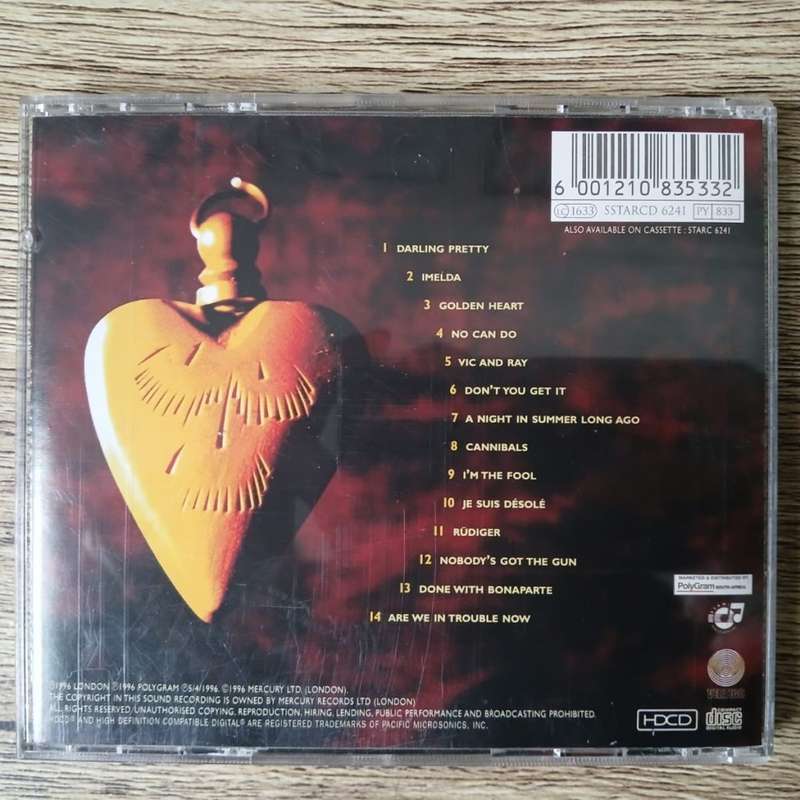 6 001210 835332
LC 1633 SSTARCD 6241 PY 833
ALSO AVAILABLE ON CASSETTE : STARC 6241
1 DARLING PRETTY
2 IMELDA
3 GOLDEN HEART
4 NO CAN DO
5 VIC AND RAY
6 DON'T YOU GET IT
7 A NIGHT IN SUMMER LONG AGO
8 CANNIBALS
9 I'M THE FOOL
10 JE SUIS DÉSOLÉ
11 RÜDIGER
12 NOBODY'S GOT THE GUN
13 DONE WITH BONAPARTE
14 ARE WE IN TROUBLE NOW
MARKETED & DISTRIBUTED BY
PolyGram SOUTH AFRICA
VERTIGO
℗1996 LONDON ℗1996 POLYGRAM ℗5/4/1996. ©1996 MERCURY LTD. (LONDON).
THE COPYRIGHT IN THIS SOUND RECORDING IS OWNED BY MERCURY RECORDS LTD (LONDON)
ALL RIGHTS RESERVED/UNAUTHORISED COPYING, REPRODUCTION, HIRING, LENDING, PUBLIC PERFORMANCE AND BROADCASTING PROHIBITED.
HDCD® AND HIGH DEFINITION COMPATIBLE DIGITAL® ARE REGISTERED TRADEMARKS OF PACIFIC MICROSONICS, INC.
HDCD
COMPACT
disc
DIGITAL AUDIO